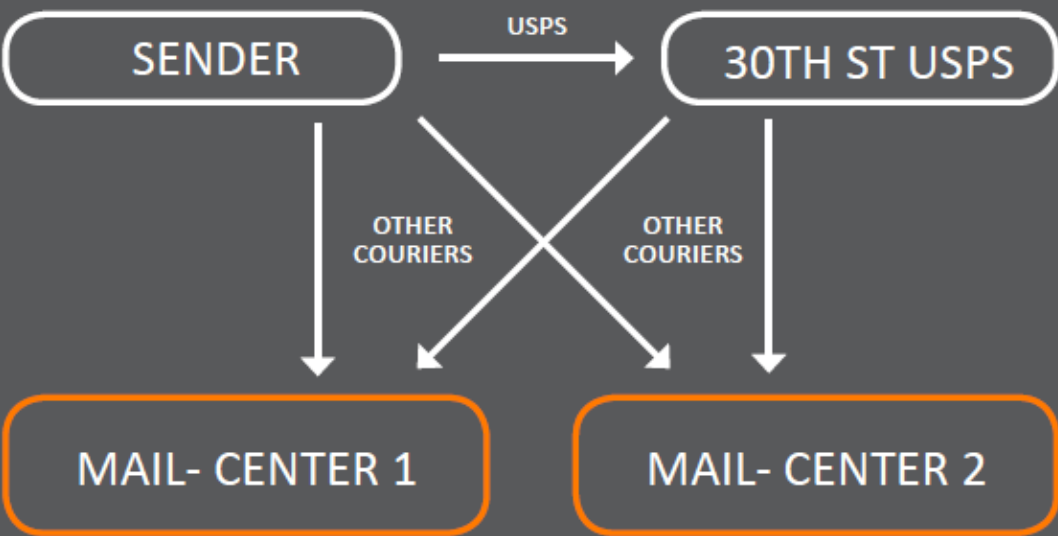 SENDER
USPS
30TH ST USPS
OTHER
COURIERS
OTHER
COURIERS
MAIL- CENTER 1
MAIL- CENTER 2